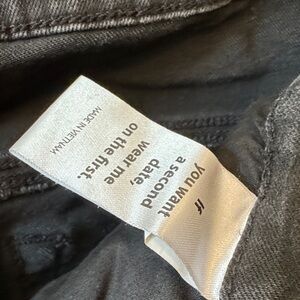 If
you want
a second
date,
wear me
on the first.
MADE IN VIETNAM